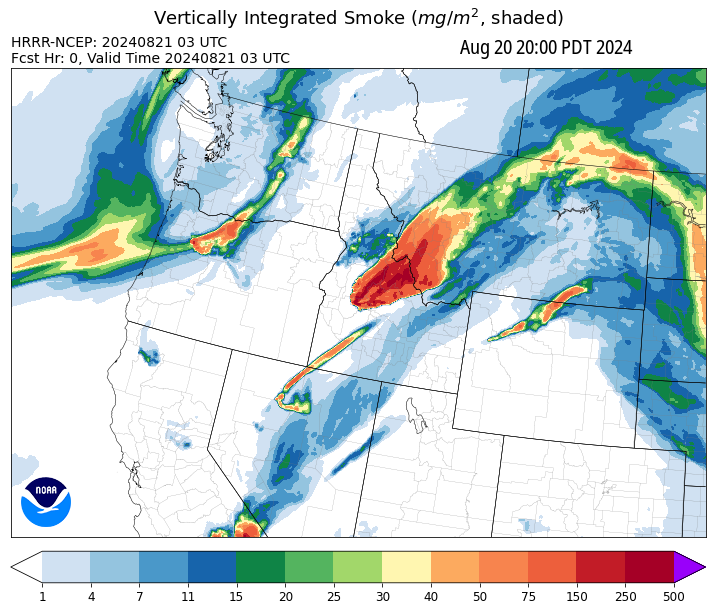 Vertically Integrated Smoke (mg/m², shaded)
HRRR-NCEP: 20240821 03 UTC
Fcst Hr: 0, Valid Time 20240821 03 UTC
Aug 20 20:00 PDT 2024
NOAA
1 4 7 11 15 20 25 30 40 50 75 150 250 500